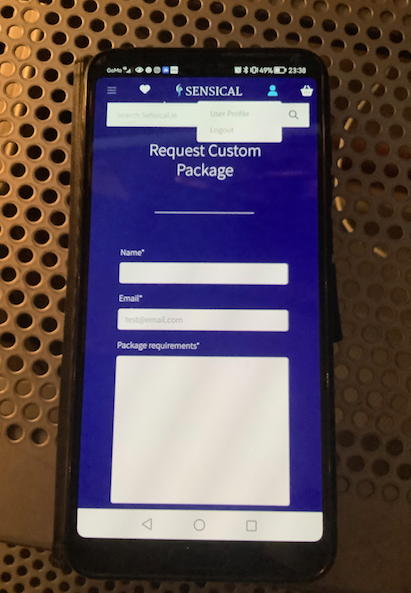 GoMo 49% 23:38
SENSICAL
Search Sensical.ie
User Profile
Logout
Request Custom
Package
Name*
Email*
test@email.com
Package requirements*